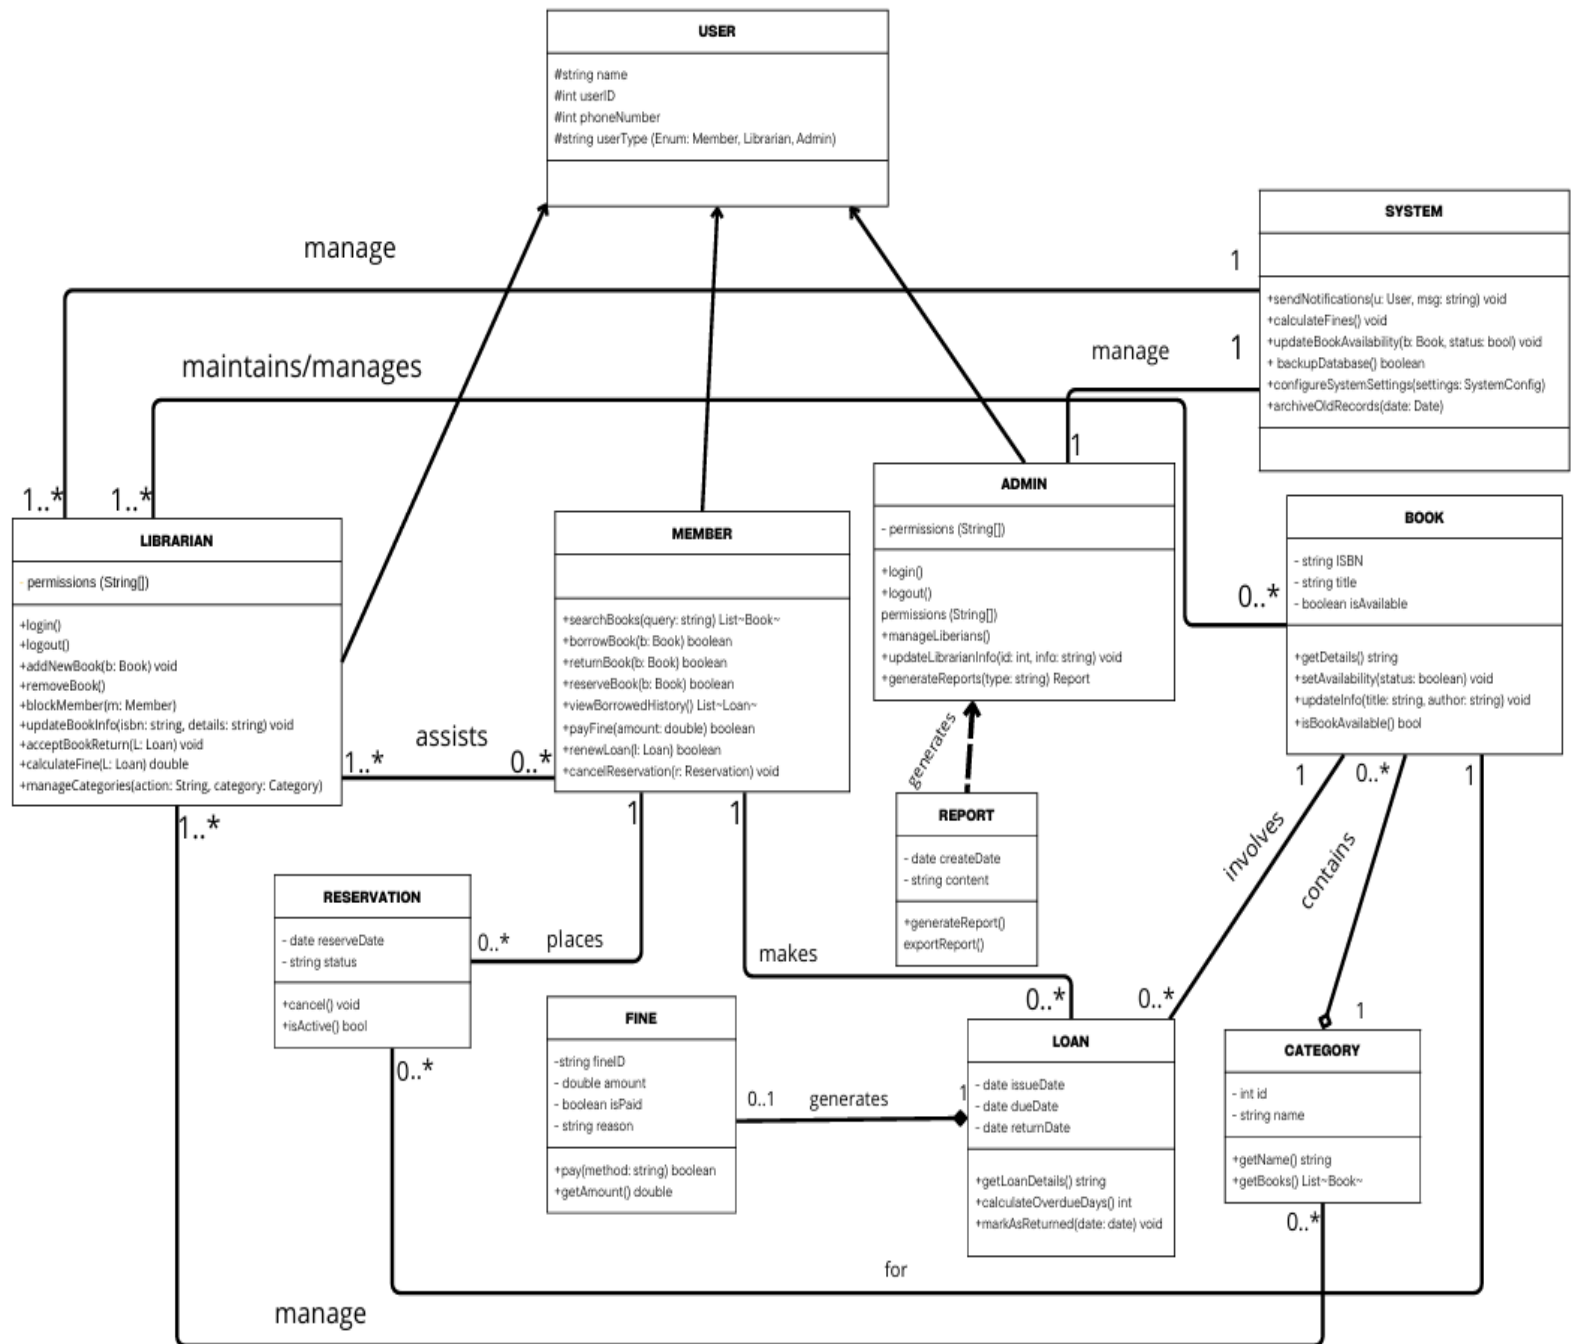 USER
#string name
#int userID
#int phoneNumber
#string userType (Enum: Member, Librarian, Admin)
SYSTEM
+sendNotifications(u: User, msg: string) void
+calculateFines() void
+updateBookAvailability(b: Book, status: bool) void
+ backupDatabase() boolean
+configureSystemSettings(settings: SystemConfig)
+archiveOldRecords(date: Date)
manage
1
maintains/manages
manage
1
1
1..*
1..*
LIBRARIAN
- permissions (String[])
+login()
+logout()
+addNewBook(b: Book) void
+removeBook()
+blockMember(m: Member)
+updateBookInfo(isbn: string, details: string) void
+acceptBookReturn(L: Loan) void
+calculateFine(L: Loan) double
+manageCategories(action: String, category: Category)
MEMBER
+searchBooks(query: string) List~Book~
+borrowBook(b: Book) boolean
+returnBook(b: Book) boolean
+reserveBook(b: Book) boolean
+viewBorrowedHistory() List~Loan~
+payFine(amount: double) boolean
+renewLoan(l: Loan) boolean
+cancelReservation(r: Reservation) void
ADMIN
- permissions (String[])
+login()
+logout()
permissions (String[])
+manageLiberians()
+updateLibrarianInfo(id: int, info: string) void
+generateReports(type: string) Report
BOOK
- string ISBN
- string title
- boolean isAvailable
+getDetails() string
+setAvailability(status: boolean) void
+updateInfo(title: string, author: string) void
+isBookAvailable() bool
0..*
assists
1..*
0..*
generates
1..*
1
1
1
0..*
1
involves
contains
REPORT
- date createDate
- string content
+generateReport()
exportReport()
RESERVATION
- date reserveDate
- string status
+cancel() void
+isActive() bool
0..*
places
makes
0..*
0..*
1
0..*
FINE
-string fineID
- double amount
- boolean isPaid
- string reason
+pay(method: string) boolean
+getAmount() double
0..1
generates
1
LOAN
- date issueDate
- date dueDate
- date returnDate
+getLoanDetails() string
+calculateOverdueDays() int
+markAsReturned(date: date) void
CATEGORY
- int id
- string name
+getName() string
+getBooks() List~Book~
0..*
for
manage